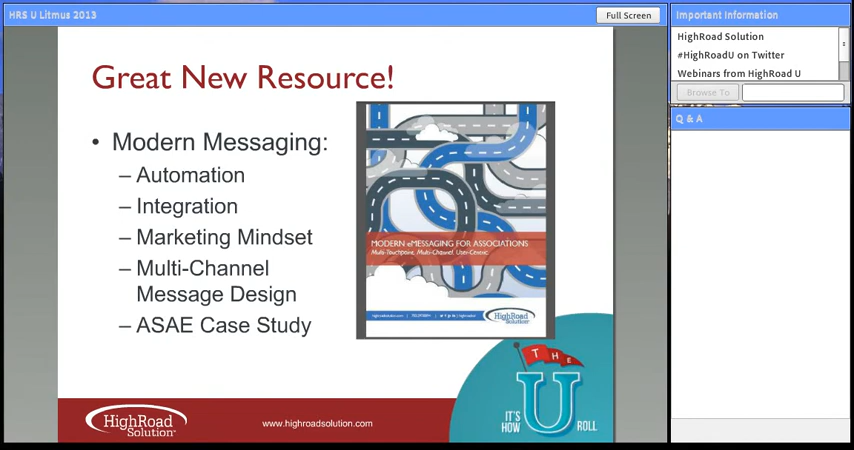 HRS U Litmus 2013
Full Screen
Great New Resource!
• Modern Messaging:
– Automation
– Integration
– Marketing Mindset
– Multi-Channel
Message Design
– ASAE Case Study
MODERN eMESSAGING FOR ASSOCIATIONS
Multi-Touchpoint. Multi-Channel. User-Centric.
HighRoad
Solution
THE
U
IT'S
HOW
ROLL
HighRoad
Solution
www.highroadsolution.com
Important Information
HighRoad Solution
#HighRoadU on Twitter
Webinars from HighRoad U
Browse To
Q & A